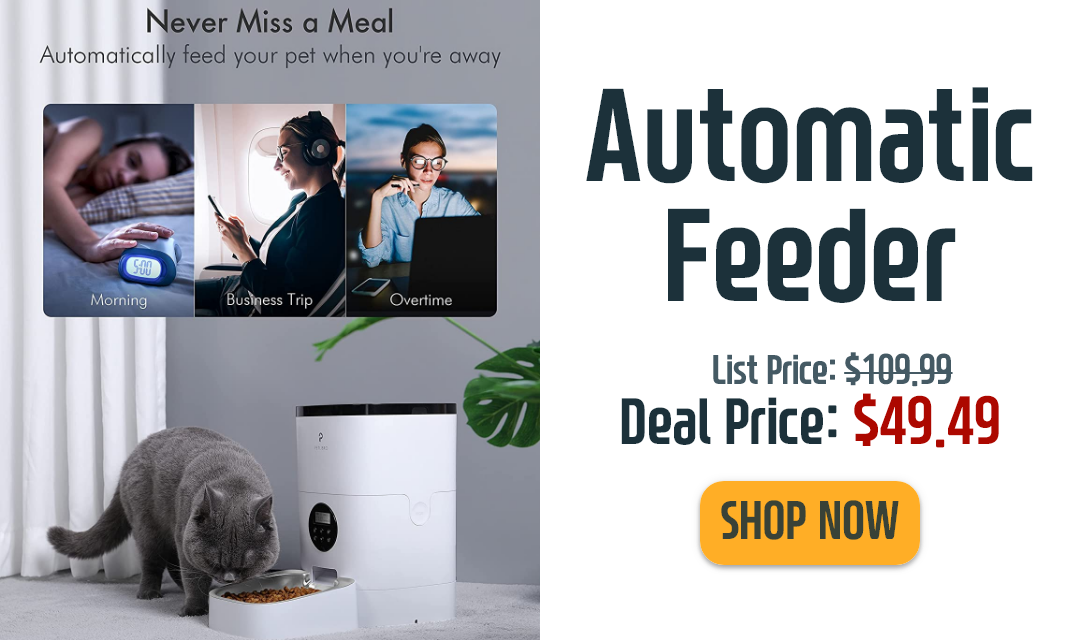 Never Miss a Meal
Automatically feed your pet when you're away
5:00
Morning
Business Trip
Overtime
Automatic
Feeder
List Price: $109.99
Deal Price: $49.49
SHOP NOW